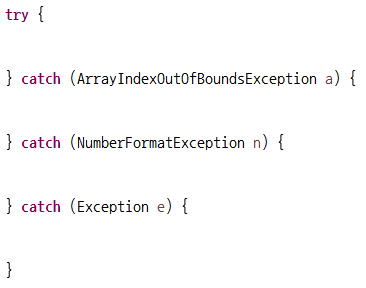 try {
} catch (ArrayIndexOutOfBoundsException a) {
} catch (NumberFormatException n) {
} catch (Exception e) {
}